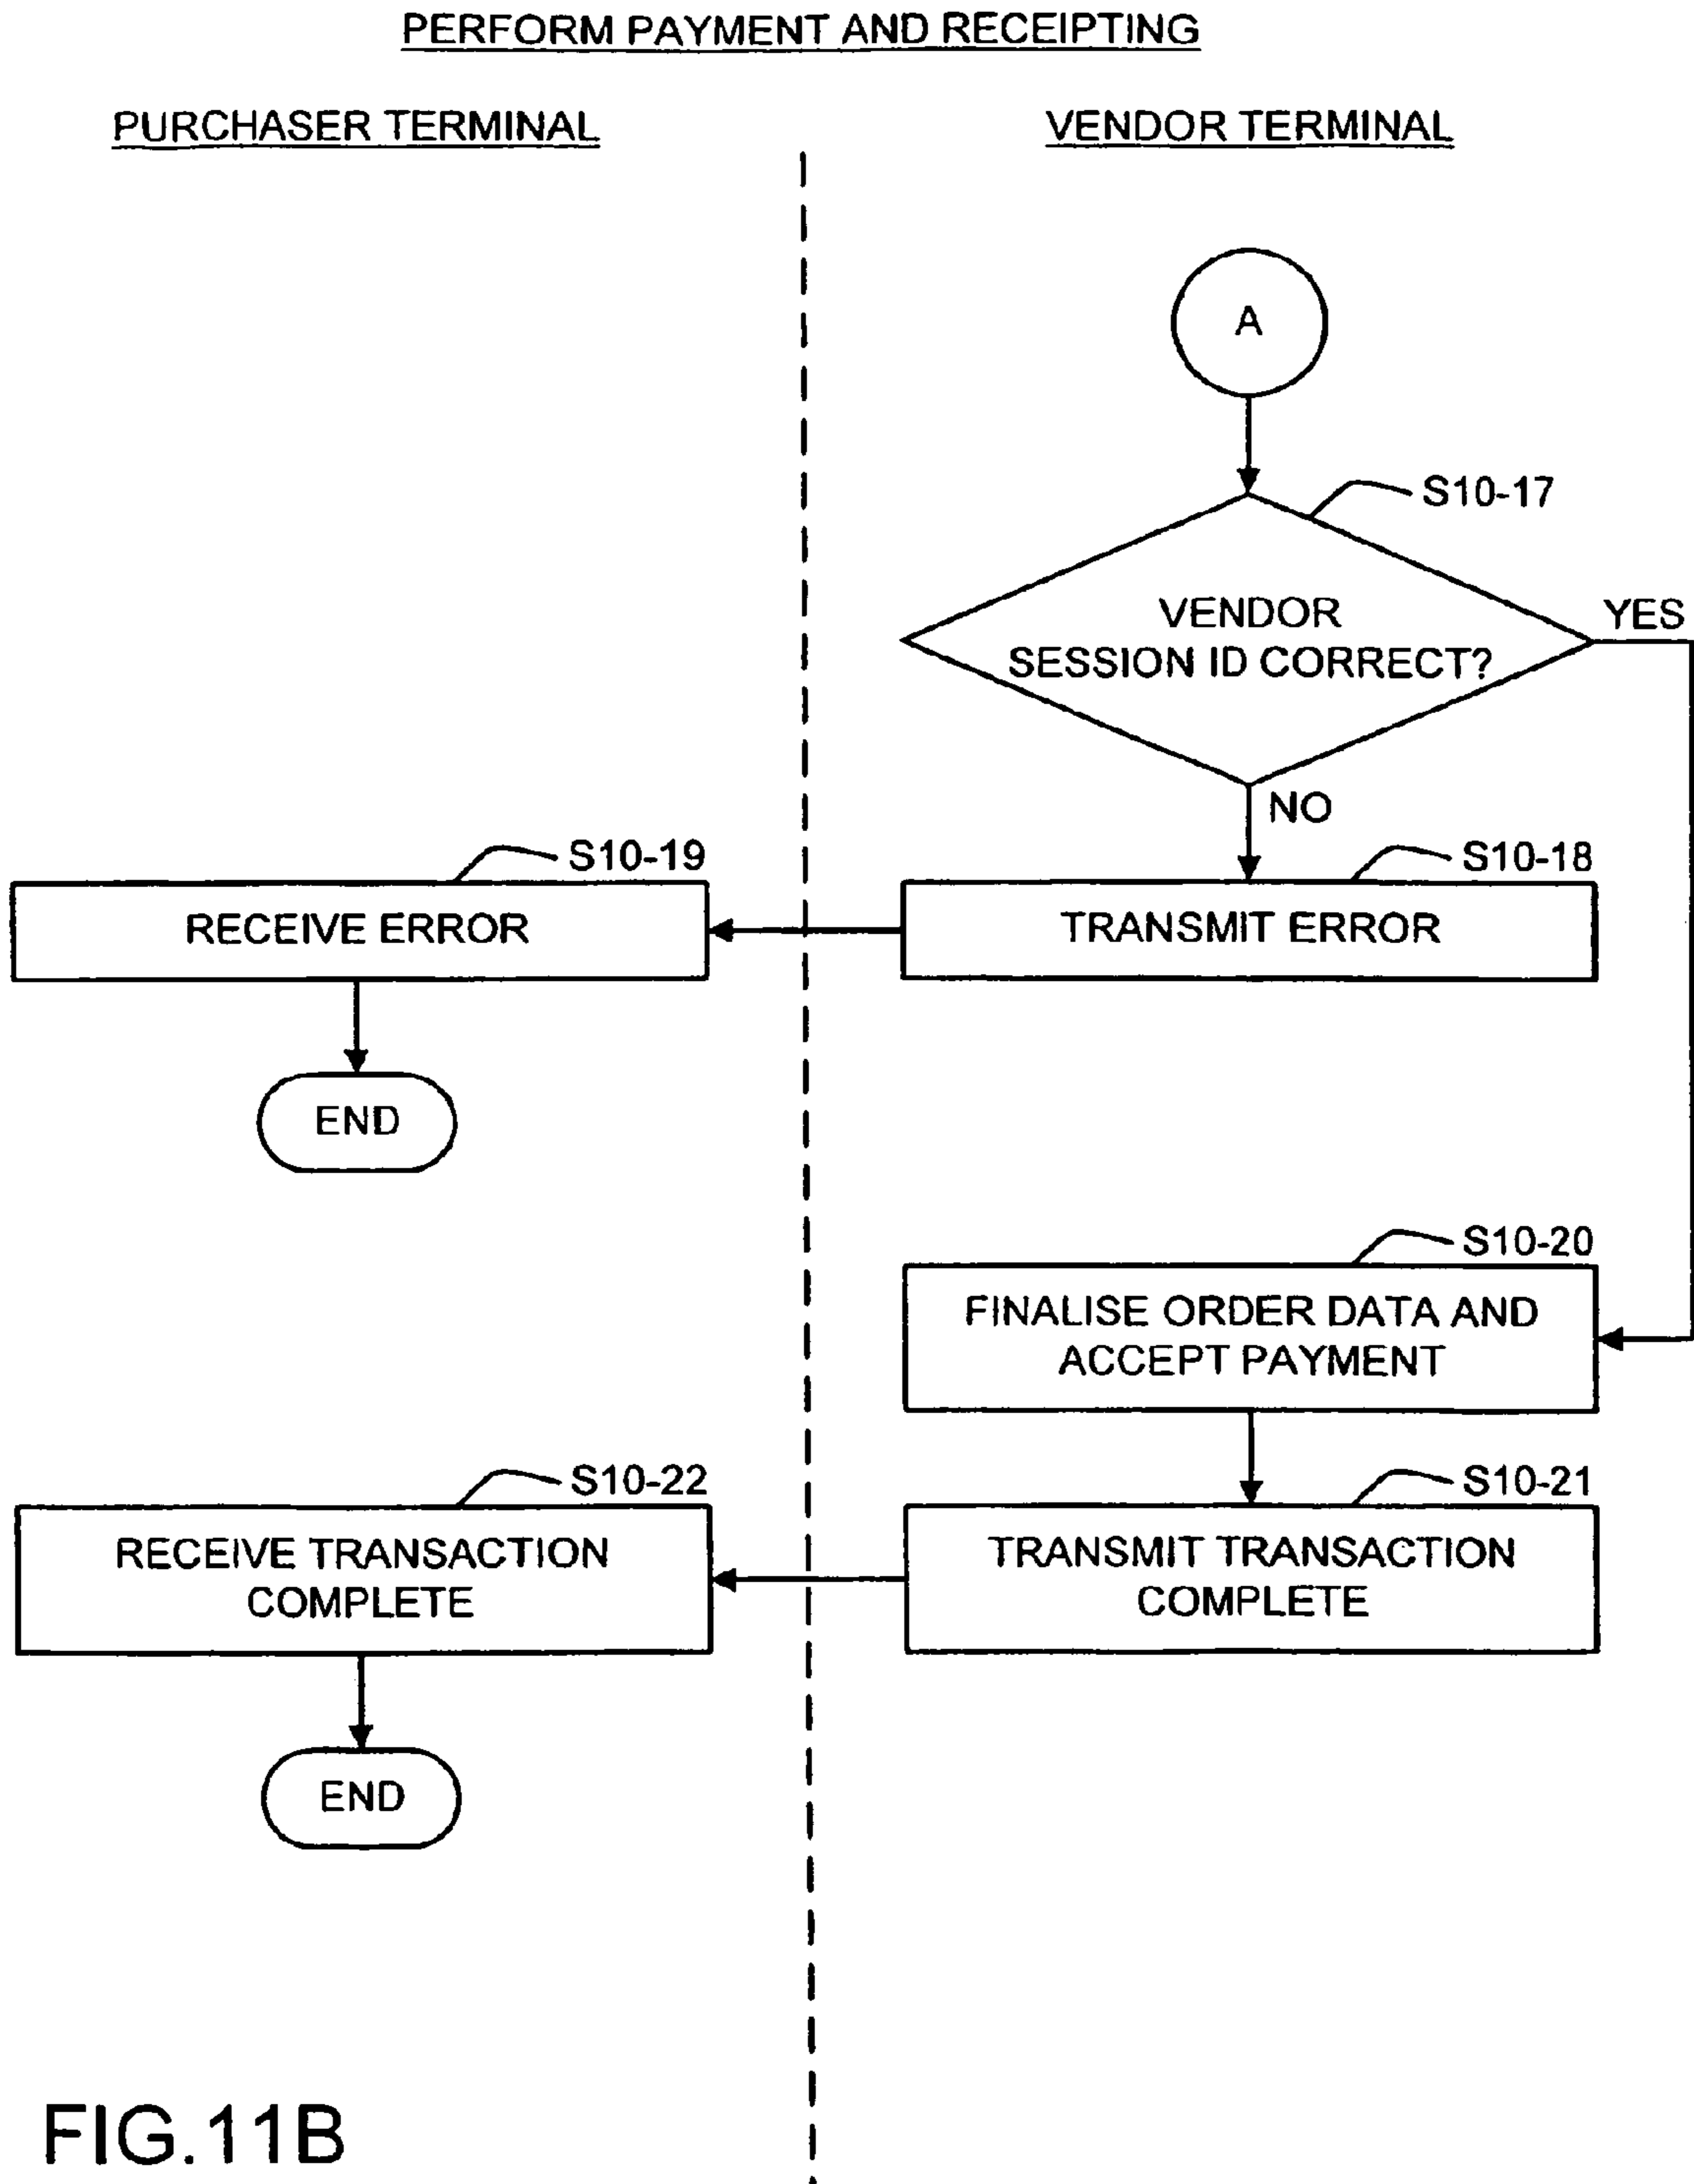 PERFORM PAYMENT AND RECEIPTING
PURCHASER TERMINAL
VENDOR TERMINAL
A
S10-17
VENDOR
SESSION ID CORRECT?
YES
NO
S10-19
RECEIVE ERROR
S10-18
TRANSMIT ERROR
END
S10-20
FINALISE ORDER DATA AND
ACCEPT PAYMENT
S10-22
RECEIVE TRANSACTION
COMPLETE
S10-21
TRANSMIT TRANSACTION
COMPLETE
END
FIG.11B